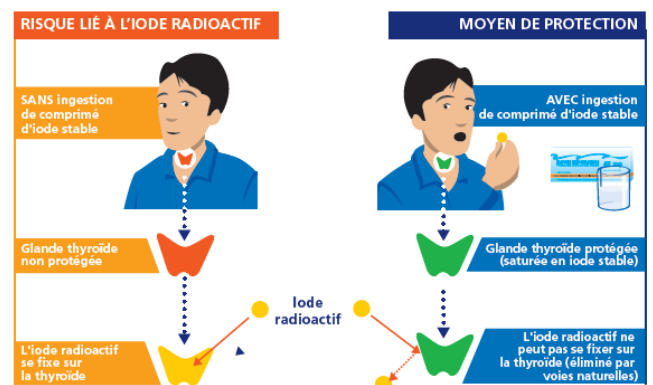 RISQUE LIÉ À L'IODE RADIOACTIF
MOYEN DE PROTECTION
SANS ingestion
de comprimé
d'iode stable
AVEC ingestion
de comprimé d'iode stable
Glande thyroïde
non protégée
Glande thyroïde protégée
(saturée en iode stable)
Iode
radioactif
L'iode radioactif
se fixe sur
la thyroïde
L'iode radioactif ne
peut pas se fixer sur
la thyroïde (éliminé par
voies naturelles)